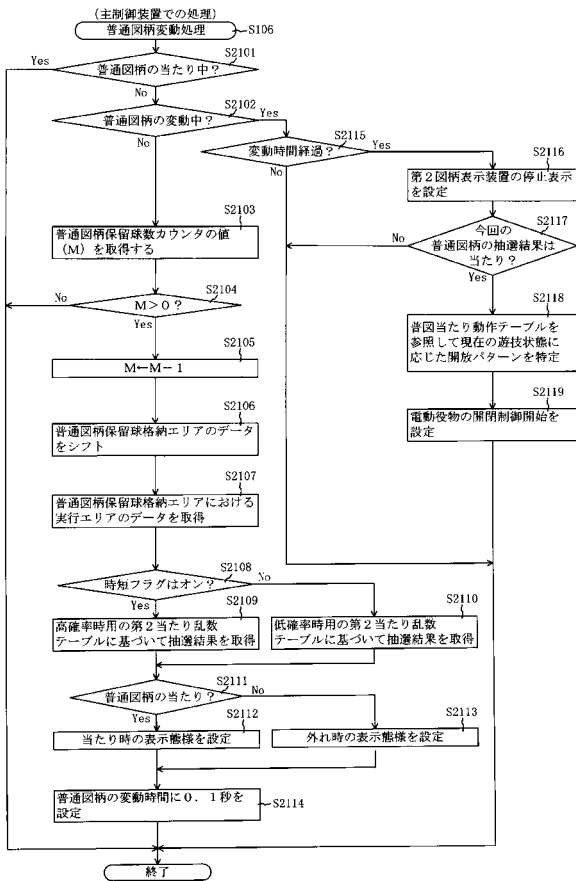 (主制御装置での処理)
普通図柄変動処理
S106
S2101
Yes
普通図柄の当たり中?
No
S2102
普通図柄の変動中?
Yes
No
S2115
変動時間経過?
Yes
No
S2116
第2図柄表示装置の停止表示
を設定
S2117
今回の
普通図柄の抽選結果は
当たり?
No
Yes
S2118
普図当たり動作テーブルを
参照して現在の遊技状態に
応じた開放パターンを特定
S2119
電動役物の開閉制御開始を
設定
S2103
普通図柄保留球数カウンタの値
(M)を取得する
S2104
No
M>0?
Yes
S2105
M←M-1
S2106
普通図柄保留球格納エリアのデータ
をシフト
S2107
普通図柄保留球格納エリアにおける
実行エリアのデータを取得
S2108
時短フラグはオン?
No
Yes
S2109
高確率時用の第2当たり乱数
テーブルに基づいて抽選結果を取得
S2110
低確率時用の第2当たり乱数
テーブルに基づいて抽選結果を取得
S2111
普通図柄の当たり?
No
Yes
S2112
当たり時の表示態様を設定
S2113
外れ時の表示態様を設定
普通図柄の変動時間に0.1秒を
設定
S2114
終了